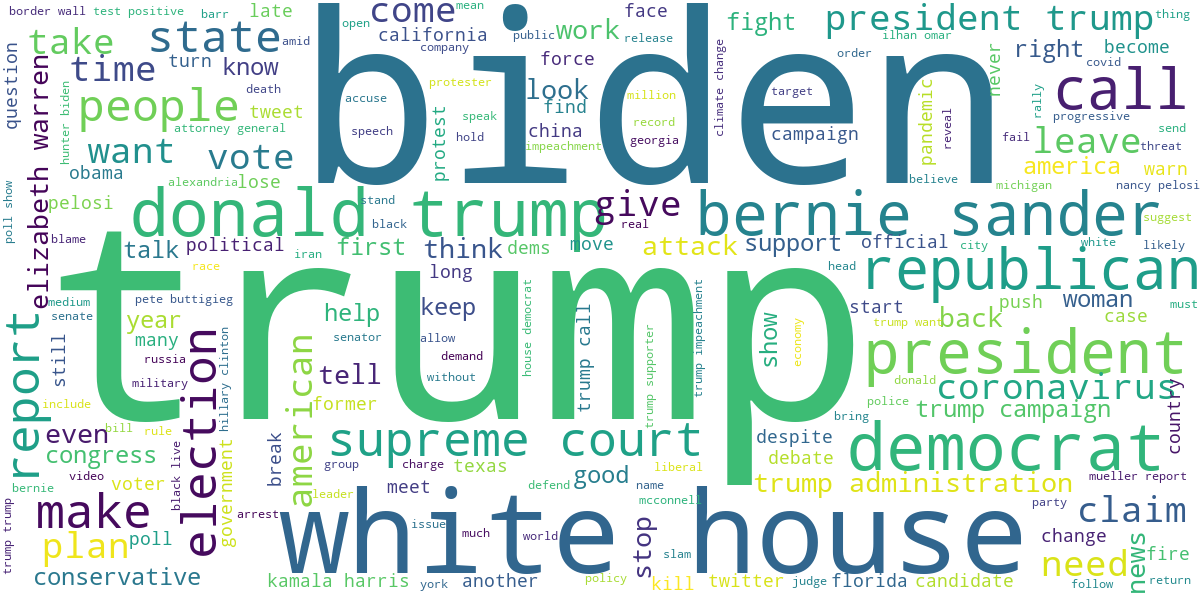 border wall
test positive
barr
late
open
come
mean
face
president trump
thing
take
state
amid
california
public
work
release
fight
ilhan omar
right
become
company
question
time
turn
know
force
order
covid
biden
death
protester
look
climate change
never
call
people
tweet
accuse
find
million
target
rally
progressive
hunter biden
attorney general
speech
speak
hold
china
record
campaign
pandemic
reveal
send
want
vote
protest
impeachment
georgia
fail
leave
threat
elizabeth warren
obama
america
warn
alexandria
lose
believe
michigan
nancy pelosi
poll show
pelosi
donald trump
stand
give
bernie sander
suggest
blame
black
real
talk
political
first
think
dems
move
attack
support
official
city
white
likely
iran
race
long
head
republican
trump
medium
pete buttigieg
keep
start
push
woman
must
senate
year
help
trump call
show
back
case
many
senator
allow
house democrat
trump supporter
trump impeachment
economy
trump want
report
still
russia
demand
president
military
tell
without
donald
coronavirus
include
election
hillary clinton
american
former
police
trump campaign
country
bill
rule
bring
even
supreme court
despite
democrat
congress
break
debate
bernie
video
voter
black live
government
group
charge
texas
good
liberal
trump administration
mueller report
meet
defend
name
leader
mcconnell
make
arrest
white house
issue
party
claim
trump trump
plan
poll
much
world
stop
slam
change
need
news
fire
conservative
kamala harris
york
another
policy
kill
twitter
judge
florida
candidate
follow
return